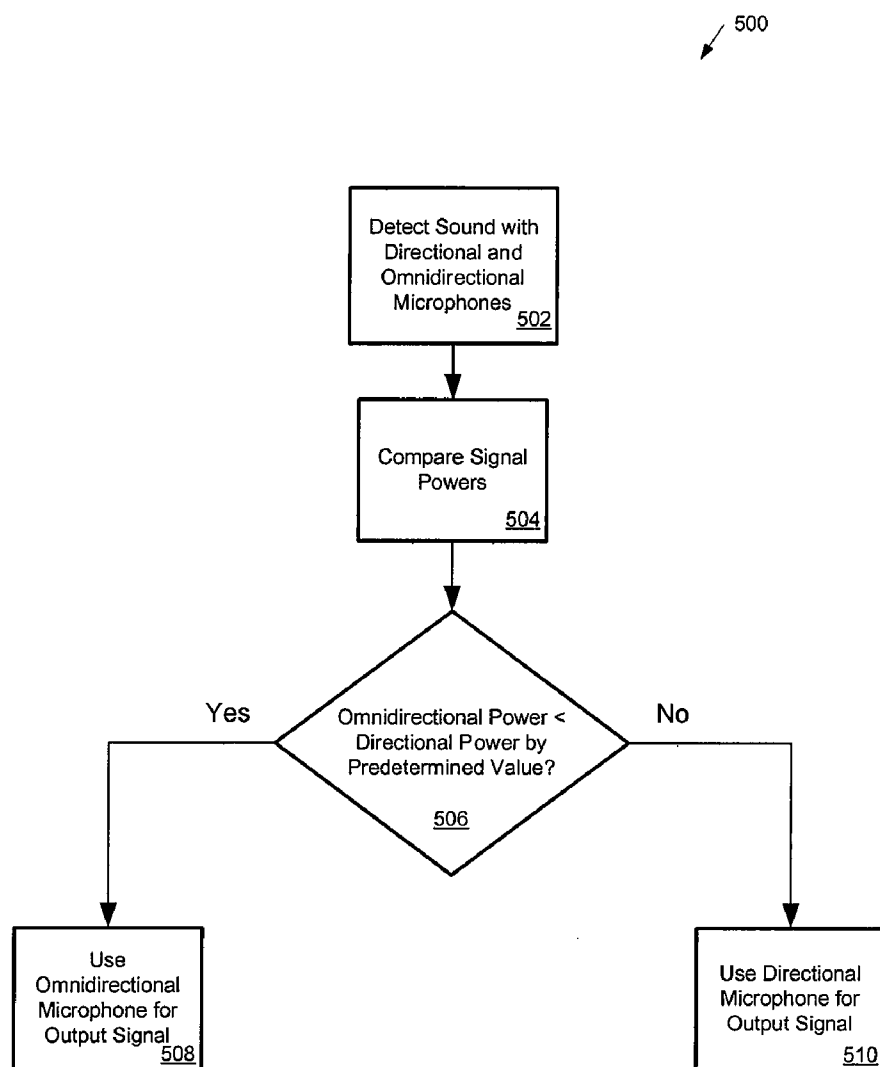 500
Detect Sound with
Directional and
Omnidirectional
Microphones
502
Compare Signal
Powers
504
Yes
Omnidirectional Power <
Directional Power by
Predetermined Value?
506
No
Use
Omnidirectional
Microphone for
Output Signal
508
Use Directional
Microphone for
Output Signal
510